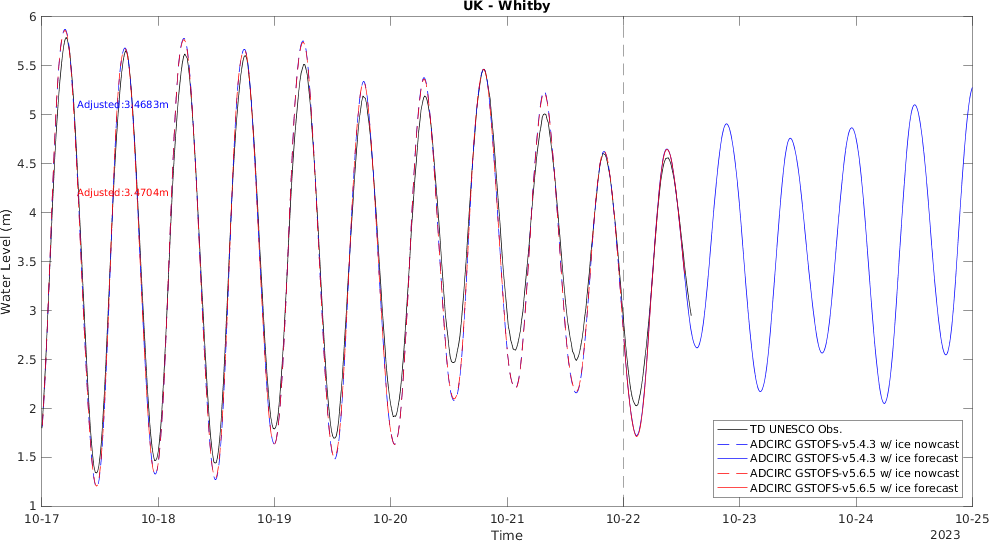 UK - Whitby
6
5.5
5
4.5
4
3.5
3
2.5
2
1.5
1
Water Level (m)
Adjusted:3.4683m
Adjusted:3.4704m
TD UNESCO Obs.
ADCIRC GSTOFS-v5.4.3 w/ ice nowcast
ADCIRC GSTOFS-v5.4.3 w/ ice forecast
ADCIRC GSTOFS-v5.6.5 w/ ice nowcast
ADCIRC GSTOFS-v5.6.5 w/ ice forecast
10-17 10-18 10-19 10-20 10-21 10-22 10-23 10-24 10-25
Time
2023